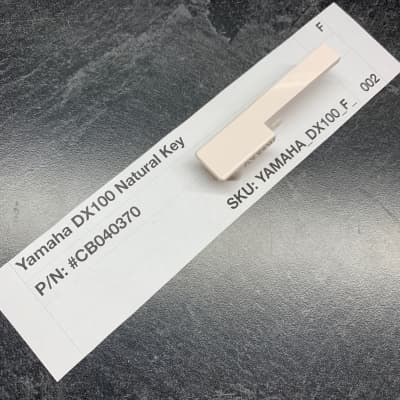 Yamaha DX100 Natural Key F
P/N: #CB040370 SKU: YAMAHA_DX100_F_ 002